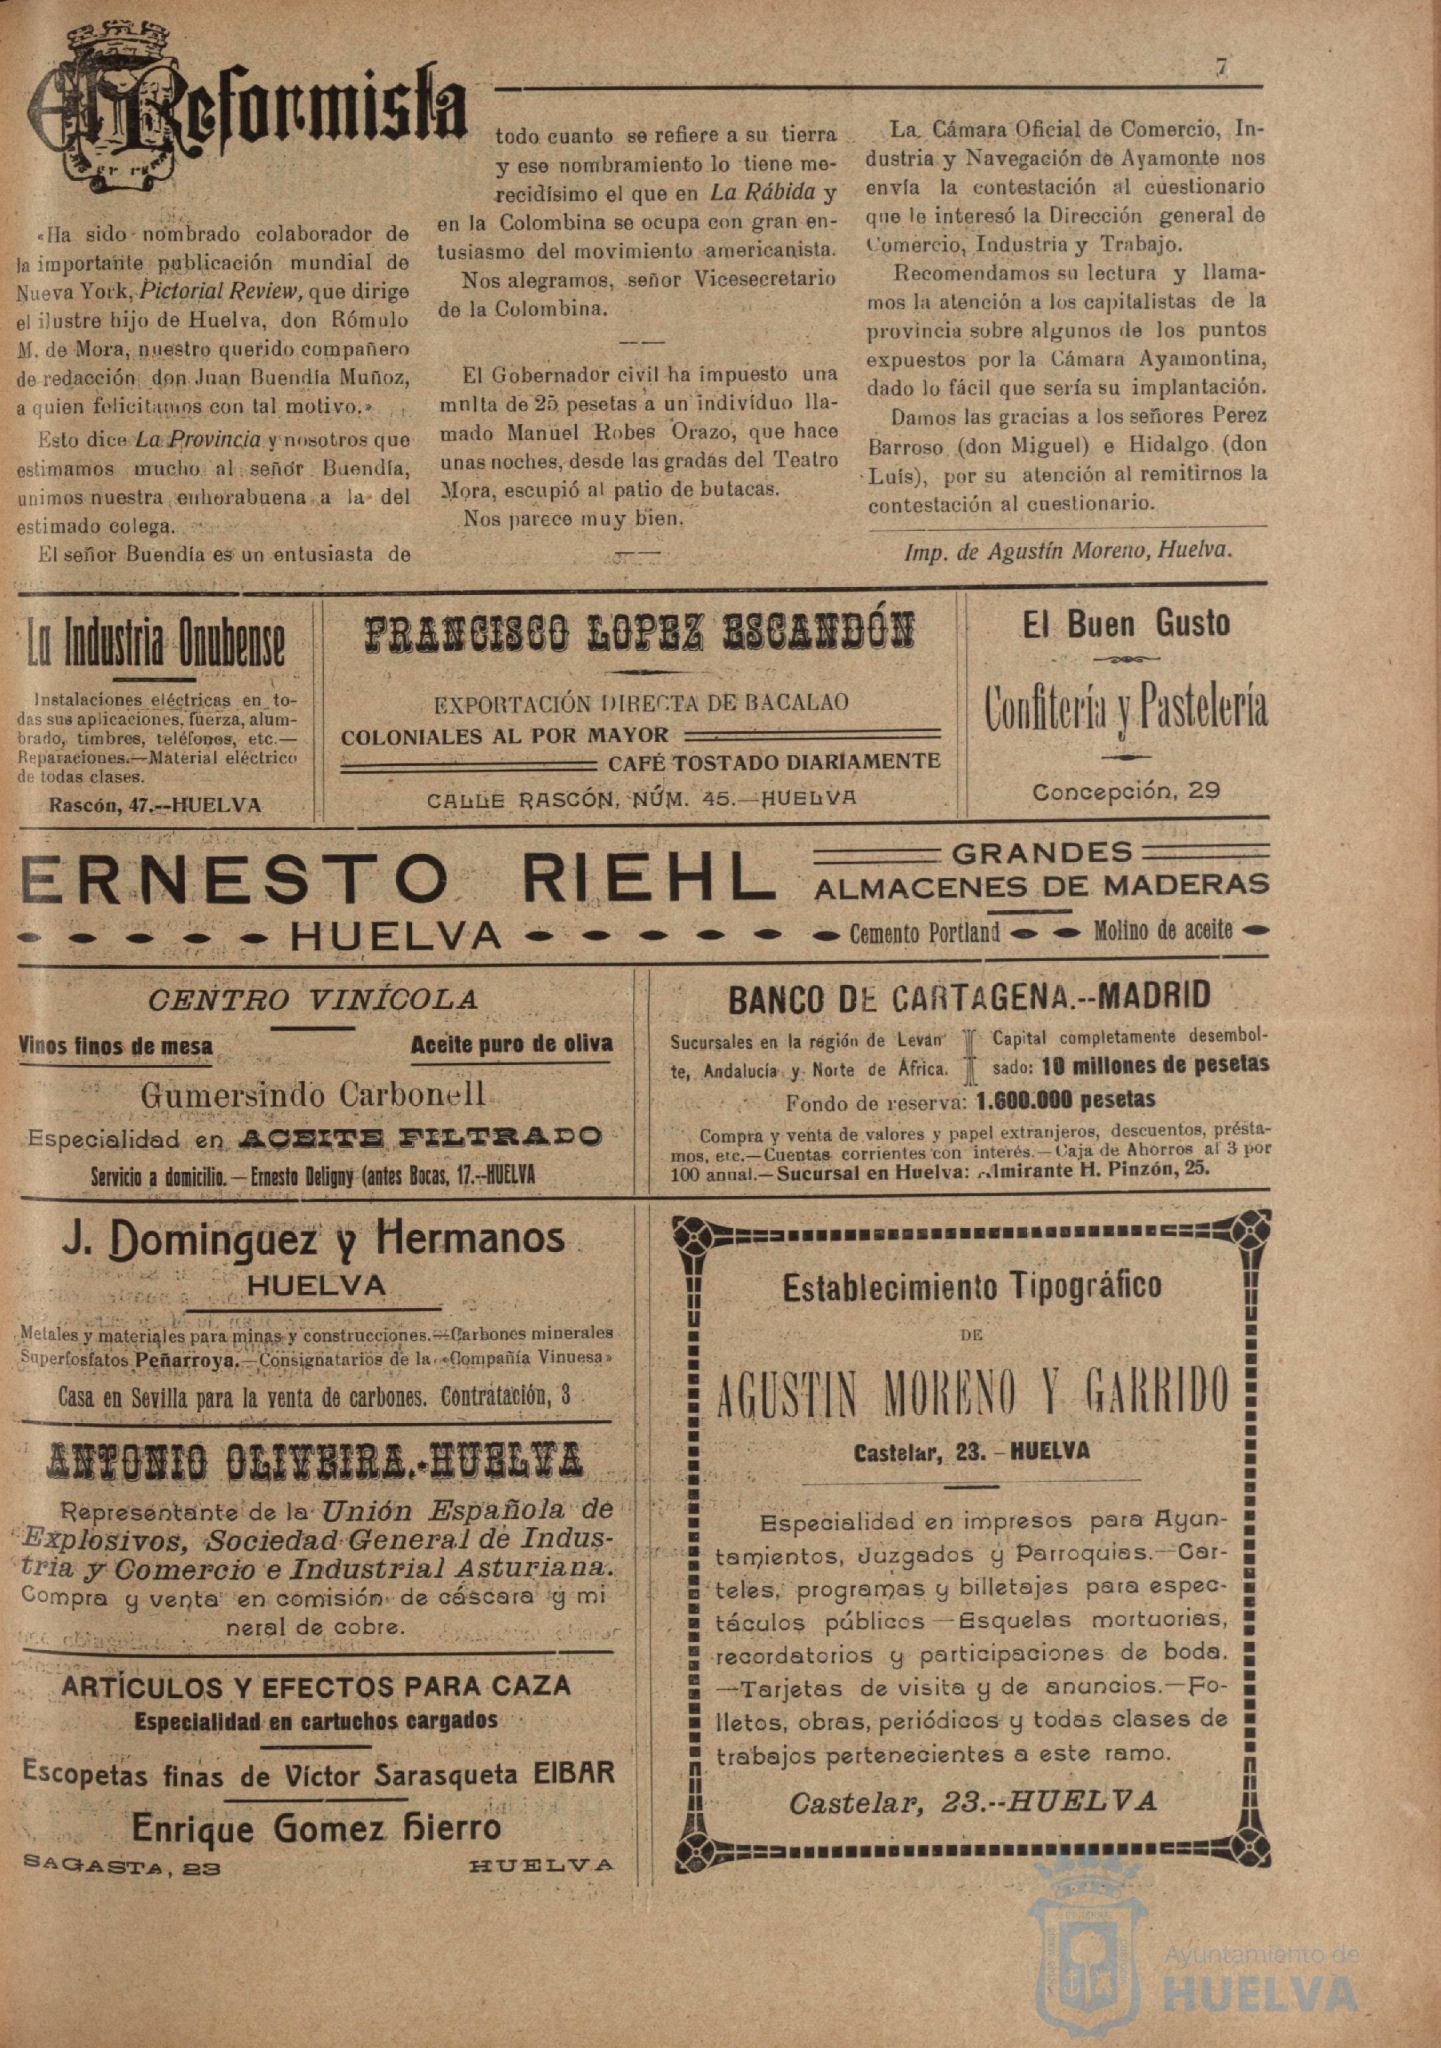 7
El Reformista
«Ha sido nombrado colaborador de
la importante publicación mundial de
Nueva York, Pictorial Review, que dirige
el ilustre hijo de Huelva, don Rómulo
M. de Mora, nuestro querido compañero
de redacción don Juan Buendía Muñoz,
a quien felicitamos con tal motivo.»
Esto dice La Provincia y nosotros que
estimamos mucho al señor Buendía,
unimos nuestra enhorabuena a la del
estimado colega.
El señor Buendía es un entusiasta de
todo cuanto se refiere a su tierra
y ese nombramiento lo tiene me-
recidísimo el que en La Rábida y
en la Colombina se ocupa con gran en-
tusiasmo del movimiento americanista.
Nos alegramos, señor Vicesecretario
de la Colombina.
El Gobernador civil ha impuesto una
mnlta de 25 pesetas a un indivíduo lla-
mado Manuel Robes Orazo, que hace
unas noches, desde las gradas del Teatro
Mora, escupió al patio de butacas.
Nos parece muy bien.
La Cámara Oficial de Comercio, In-
dustria y Navegación de Ayamonte nos
envía la contestación al cuestionario
que le interesó la Dirección general de
Comercio, Industria y Trabajo.
Recomendamos su lectura y llama-
mos la atención a los capitalistas de la
provincia sobre algunos de los puntos
expuestos por la Cámara Ayamontina,
dado lo fácil que sería su implantación.
Damos las gracias a los señores Perez
Barroso (don Miguel) e Hidalgo (don
Luís), por su atención al remitirnos la
contestación al cuestionario.
Imp. de Agustín Moreno, Huelva.
La Industria Onubense
Instalaciones eléctricas en to-
das sus aplicaciones, fuerza, alum-
brado, timbres, teléfonos, etc.—
Reparaciones.—Material eléctrico
de todas clases.
Rascón, 47.--HUELVA
FRANCISCO LOPEZ ESCANDÓN
EXPORTACIÓN DIRECTA DE BACALAO
COLONIALES AL POR MAYOR
CAFÉ TOSTADO DIARIAMENTE
CALLE RASCÓN, NÚM. 45.—HUELVA
El Buen Gusto
Confitería y Pastelería
Concepción, 29
ERNESTO RIEHL
HUELVA
GRANDES
ALMACENES DE MADERAS
Cemento Portland Molino de aceite
CENTRO VINÍCOLA
Vinos finos de mesa Aceite puro de oliva
Gumersindo Carbonell
Especialidad en ACEITE FILTRADO
Servicio a domicilio.—Ernesto Deligny (antes Bocas, 17.--HUELVA
BANCO DE CARTAGENA.--MADRID
Sucursales en la región de Levan
te, Andalucía y Norte de África.
Capital completamente desembol-
sado: 10 millones de pesetas
Fondo de reserva: 1.600.000 pesetas
Compra y venta de valores y papel extranjeros, descuentos, présta-
mos, etc.—Cuentas corrientes con interés.—Caja de Ahorros al 3 por
100 anual.—Sucursal en Huelva: Almirante H. Pinzón, 25.
J. Dominguez y Hermanos
HUELVA
Metales y materiales para minas y construcciones.—Carbones minerales
Superfosfatos Peñarroya.—Consignatarios de la «Compañía Vinuesa»
Casa en Sevilla para la venta de carbones. Contratación, 3
ANTONIO OLIVEIRA.-HUELVA
Representante de la Unión Española de
Explosivos, Sociedad General de Indus-
tria y Comercio e Industrial Asturiana.
Compra y venta en comisión de cáscara y mi
neral de cobre.
ARTÍCULOS Y EFECTOS PARA CAZA
Especialidad en cartuchos cargados
Escopetas finas de Víctor Sarasqueta EIBAR
Enrique Gomez Hierro
SAGASTA, 23 HUELVA
Establecimiento Tipográfico
DE
AGUSTIN MORENO Y GARRIDO
Castelar, 23. - HUELVA
Especialidad en impresos para Ayun-
tamientos, Juzgados y Parroquias.—Car-
teles, programas y billetajes para espec-
táculos públicos—Esquelas mortuorias,
recordatorios y participaciones de boda.
—Tarjetas de visita y de anuncios.—Fo-
lletos, obras, periódicos y todas clases de
trabajos pertenecientes a este ramo.
Castelar, 23.--HUELVA
Ayuntamiento de
HUELVA